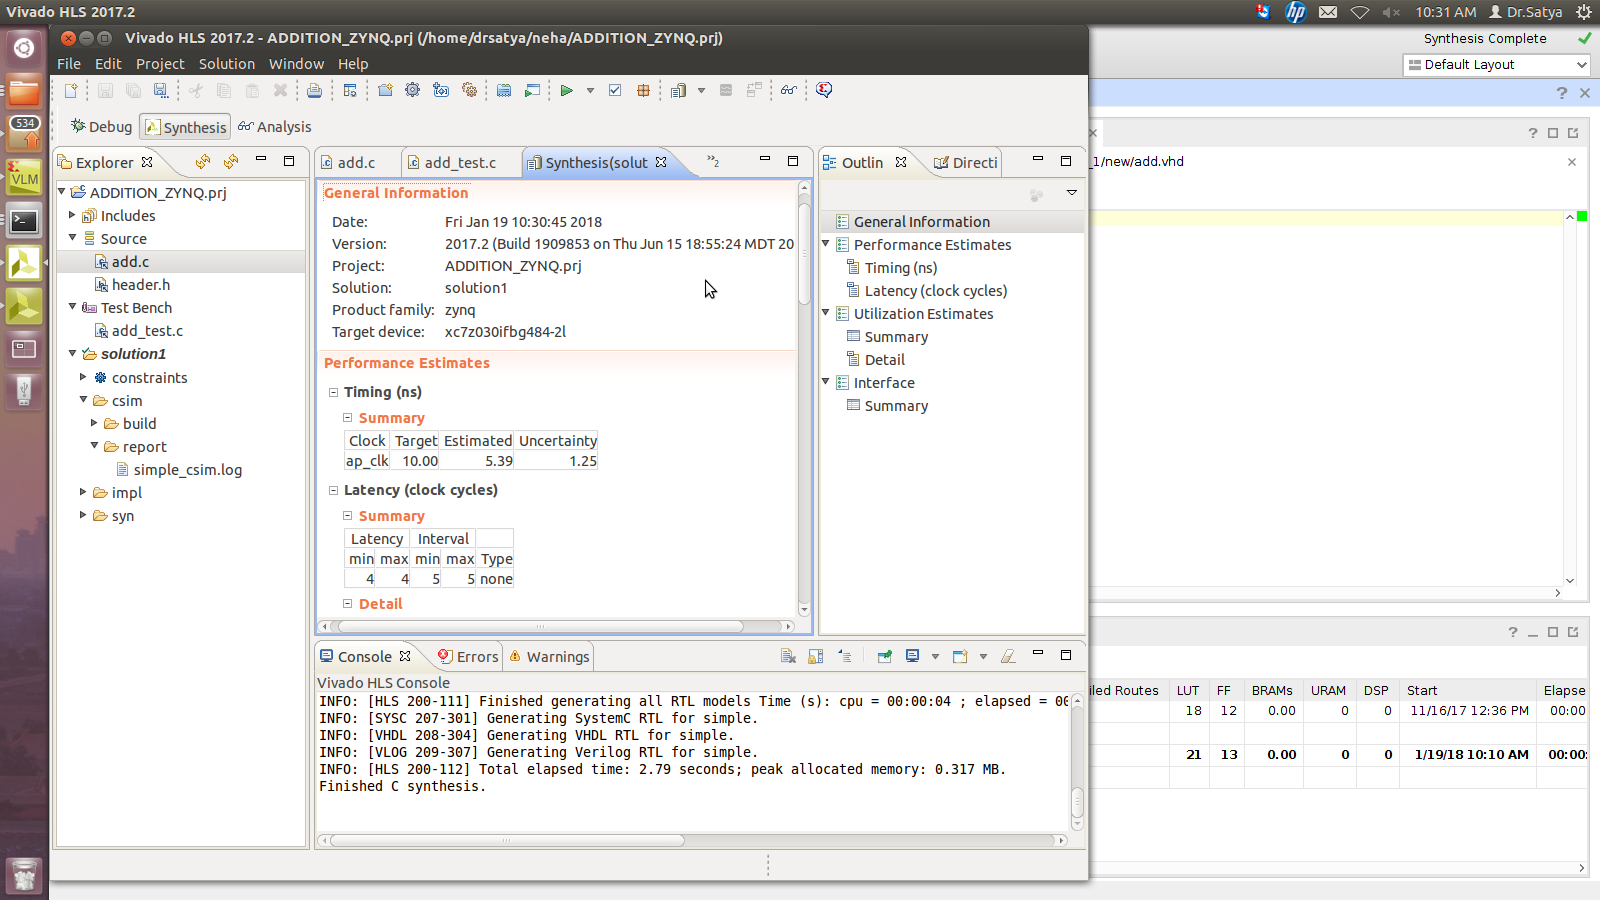 Vivado HLS 2017.2
10:31 AM Dr.Satya
Vivado HLS 2017.2 - ADDITION_ZYNQ.prj (/home/drsatya/neha/ADDITION_ZYNQ.prj)
File Edit Project Solution Window Help
Debug Synthesis Analysis
534
VLM
Explorer
ADDITION_ZYNQ.prj
Includes
Source
add.c
header.h
Test Bench
add_test.c
solution1
constraints
csim
build
report
simple_csim.log
impl
syn
add.c add_test.c Synthesis(solut »2
General Information
Date: Fri Jan 19 10:30:45 2018
Version: 2017.2 (Build 1909853 on Thu Jun 15 18:55:24 MDT 20
Project: ADDITION_ZYNQ.prj
Solution: solution1
Product family: zynq
Target device: xc7z030ifbg484-2l
Performance Estimates
Timing (ns)
Summary
Clock Target Estimated Uncertainty
ap_clk 10.00 5.39 1.25
Latency (clock cycles)
Summary
Latency Interval
min max min max Type
4 4 5 5 none
Detail
Outlin Directi
General Information
Performance Estimates
Timing (ns)
Latency (clock cycles)
Utilization Estimates
Summary
Detail
Interface
Summary
Console Errors Warnings
Vivado HLS Console
INFO: [HLS 200-111] Finished generating all RTL models Time (s): cpu = 00:00:04 ; elapsed = 00
INFO: [SYSC 207-301] Generating SystemC RTL for simple.
INFO: [VHDL 208-304] Generating VHDL RTL for simple.
INFO: [VLOG 209-307] Generating Verilog RTL for simple.
INFO: [HLS 200-112] Total elapsed time: 2.79 seconds; peak allocated memory: 0.317 MB.
Finished C synthesis.
Synthesis Complete
Default Layout
_1/new/add.vhd
led Routes LUT FF BRAMs URAM DSP Start Elapse
18 12 0.00 0 0 11/16/17 12:36 PM 00:00
21 13 0.00 0 0 1/19/18 10:10 AM 00:00: